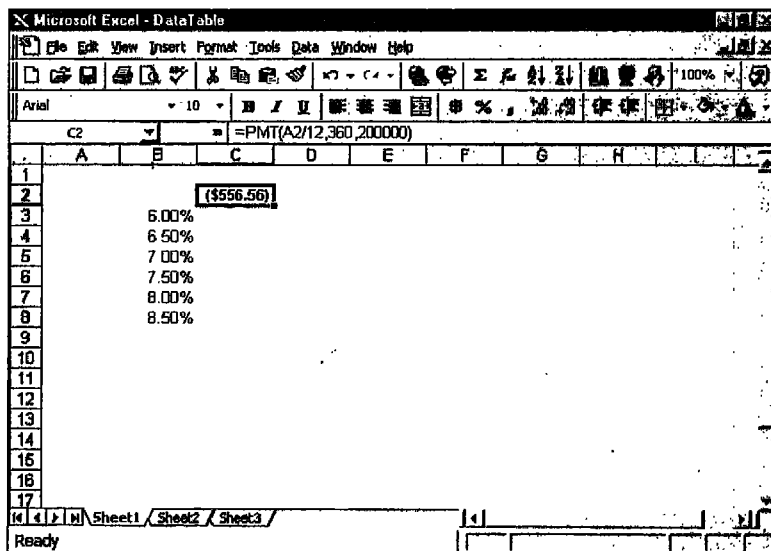 Microsoft Excel - DataTable
File Edit View Insert Format Tools Data Window Help
100%
Arial 10 B I U $ % ,
C2 = =PMT(A2/12,360,200000)
A B C D E F G H
1
2 ($556.56)
3 6.00%
4 6 50%
5 7 00%
6 7.50%
7 8.00%
8 8.50%
9
10
11
12
13
14
15
16
17
Sheet1 Sheet2 Sheet3
Ready